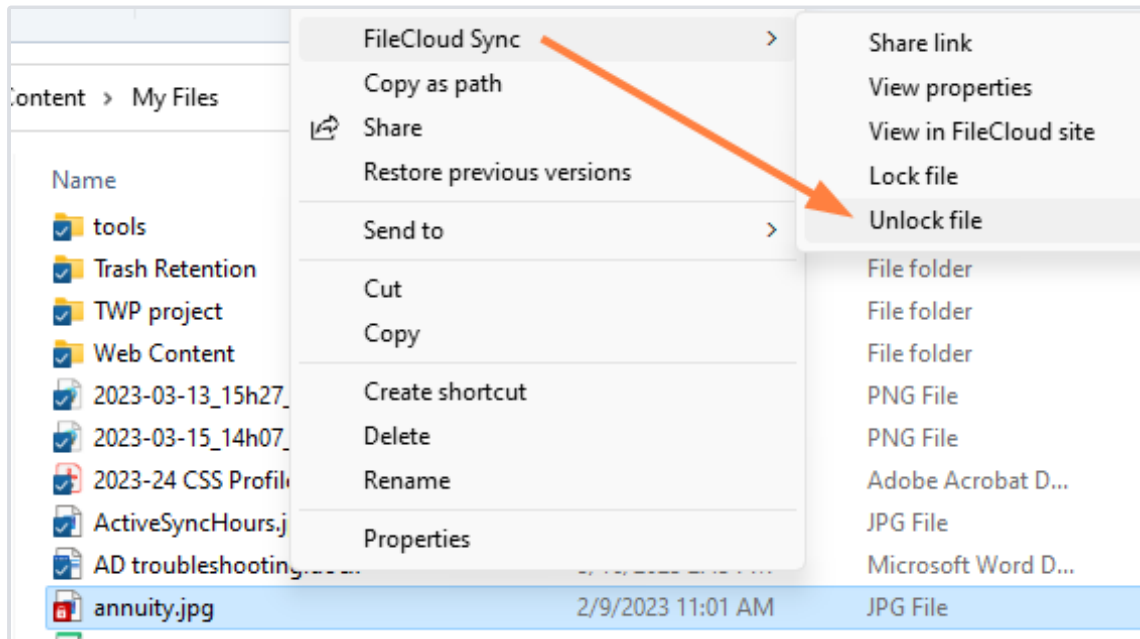 FileCloud Sync
Copy as path
Share
Restore previous versions
Send to
Cut
Copy
Create shortcut
Delete
Rename
Properties
Share link
View properties
View in FileCloud site
Lock file
Unlock file
My Files
Name
tools
Trash Retention File folder
TWP project File folder
Web Content File folder
2023-03-13_15h27_ PNG File
2023-03-15_14h07_ PNG File
2023-24 CSS Profil Adobe Acrobat D...
ActiveSyncHours.j JPG File
AD troubleshooting Microsoft Word D...
annuity.jpg 2/9/2023 11:01 AM JPG File